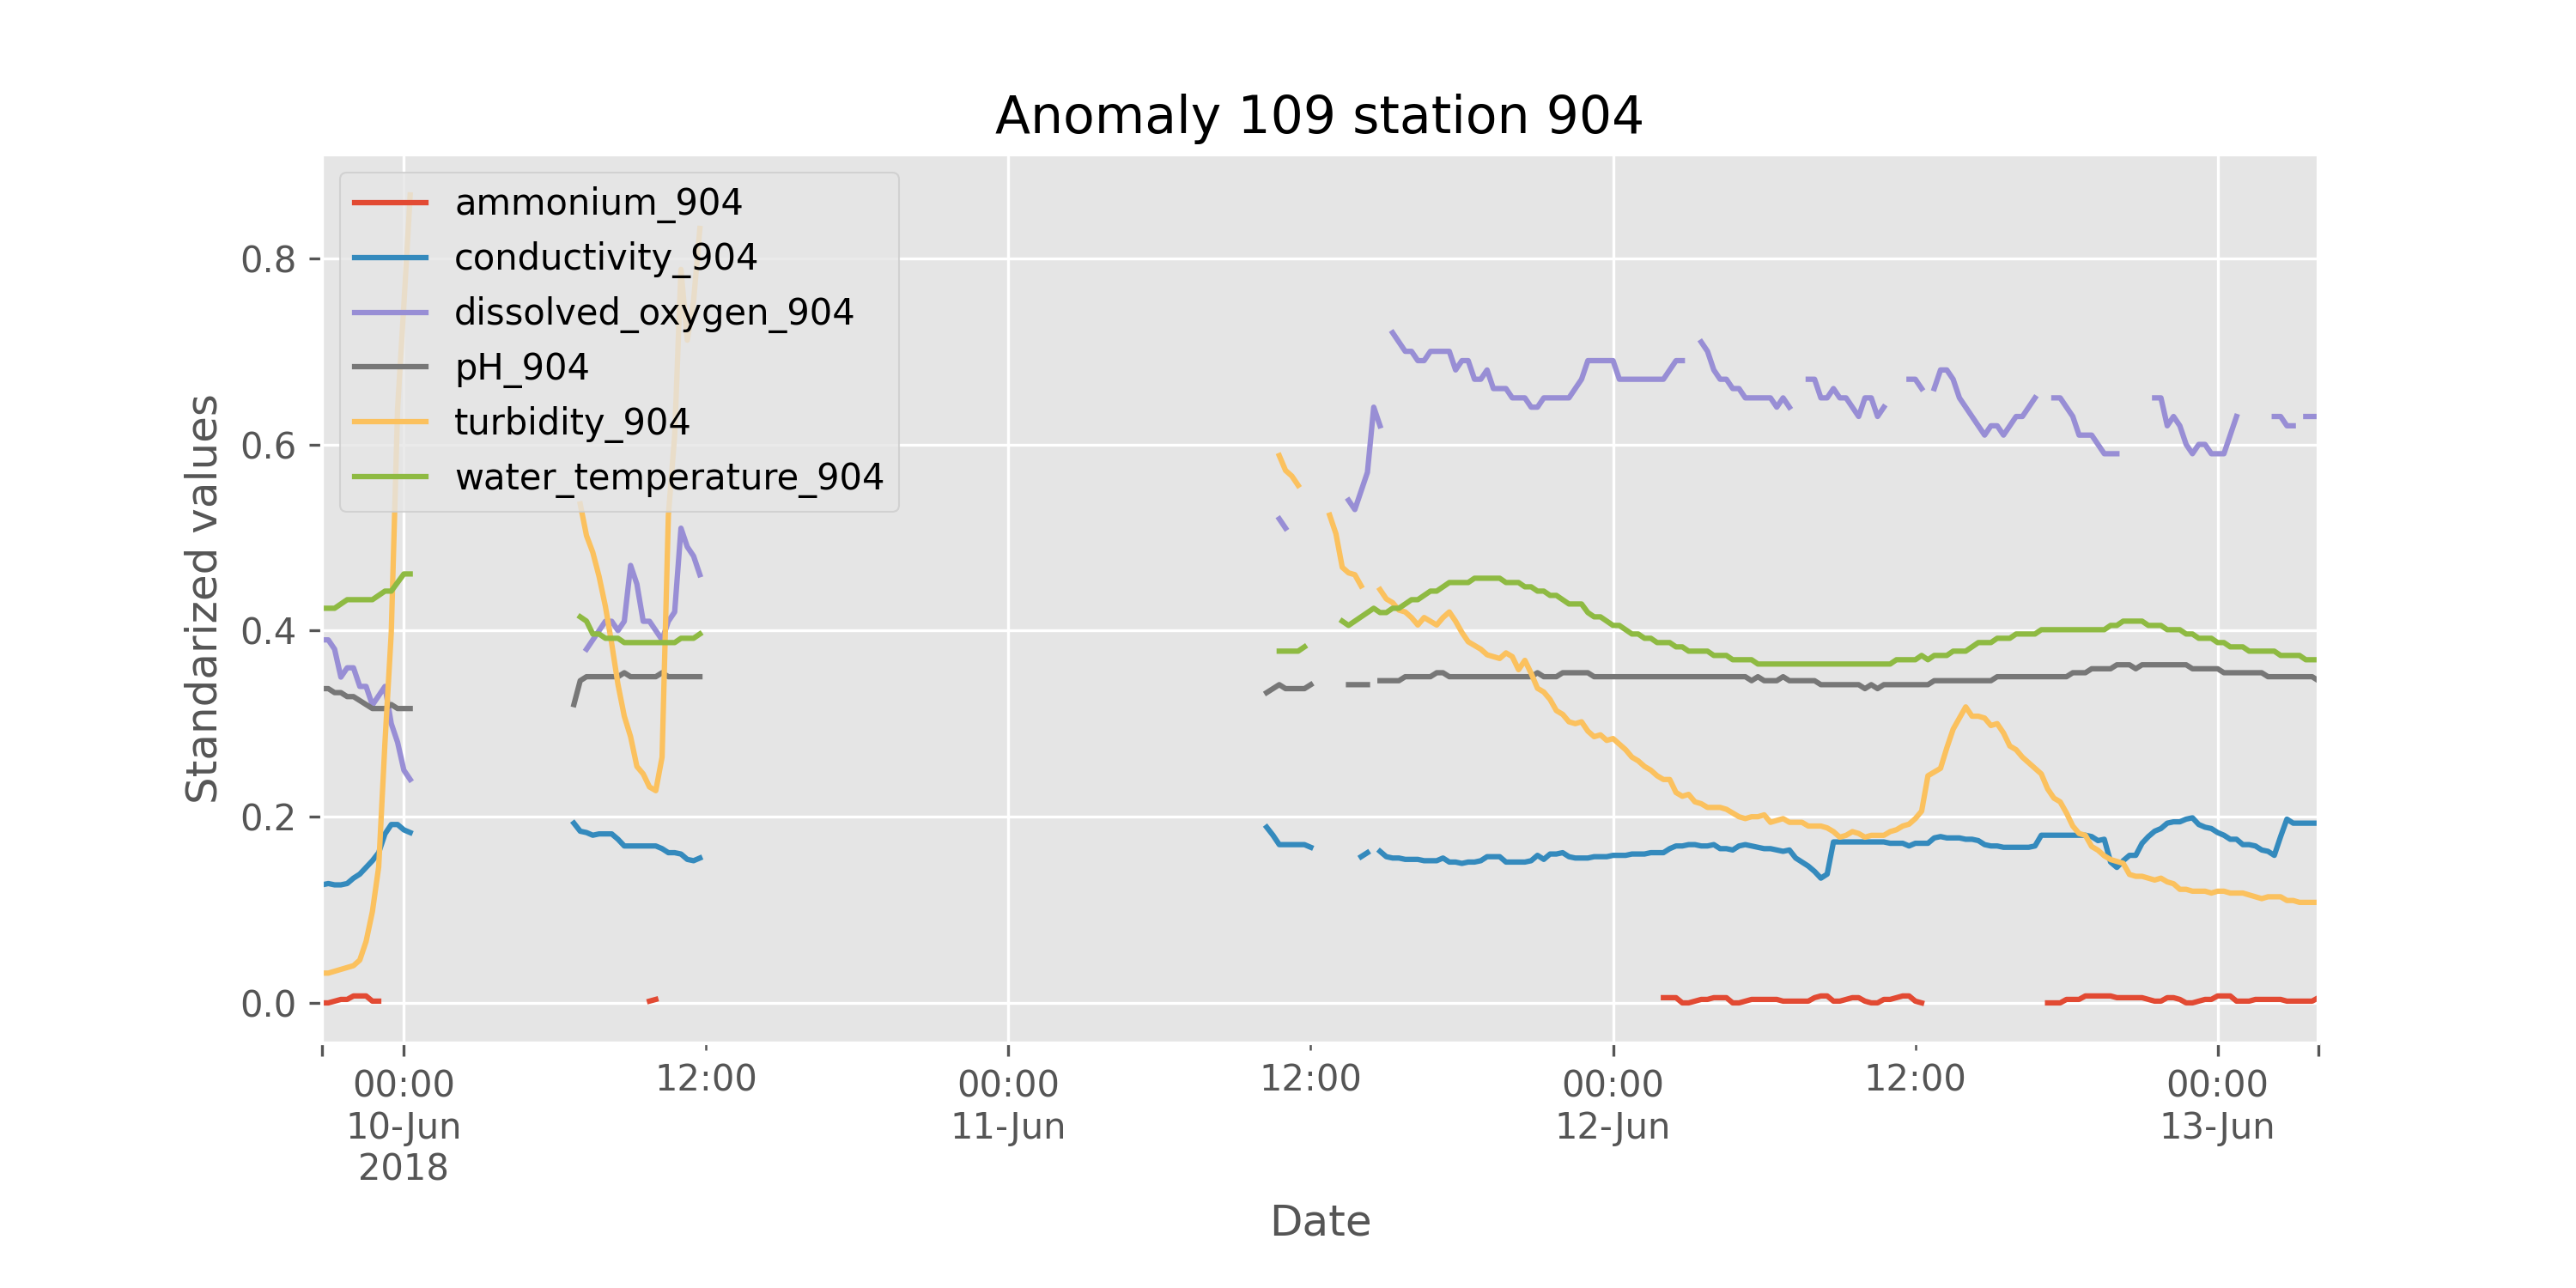 Anomaly 109 station 904
ammonium_904
conductivity_904
dissolved_oxygen_904
pH_904
turbidity_904
water_temperature_904
Standarized values
0.8
0.6
0.4
0.2
0.0
00:00 12:00 00:00 12:00 00:00 12:00 00:00
10-Jun 11-Jun 12-Jun 13-Jun
2018
Date